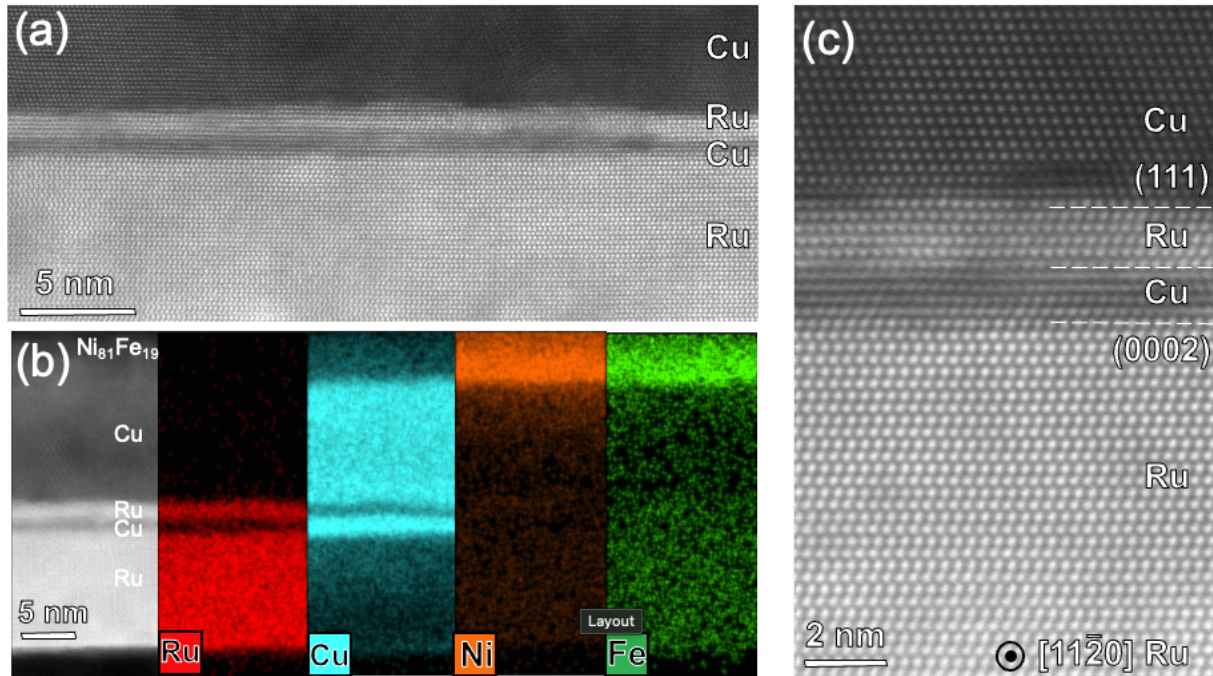 (a)
Cu
Ru
Cu
Ru
5 nm
(b)
Ni₈₁Fe₁₉
Cu
Ru
Cu
Ru
5 nm
Ru
Cu
Ni
Layout
Fe
(c)
Cu
(111)
Ru
Cu
(0002)
Ru
2 nm
[112̄0] Ru